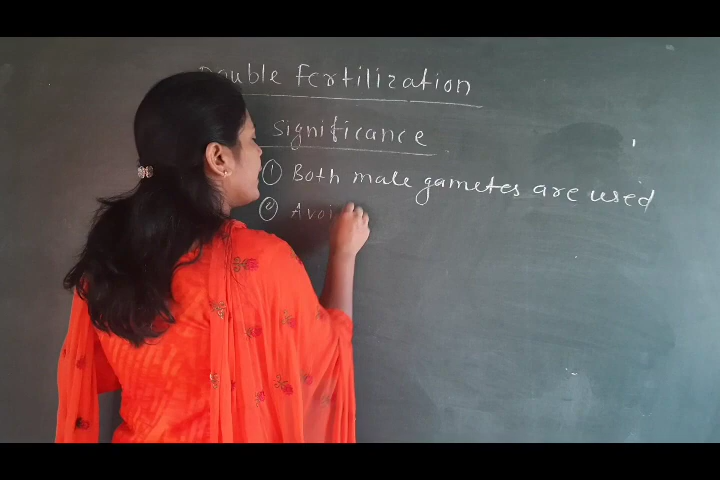 Double Fertilization
Significance
① Both male gametes are used
② Avoi